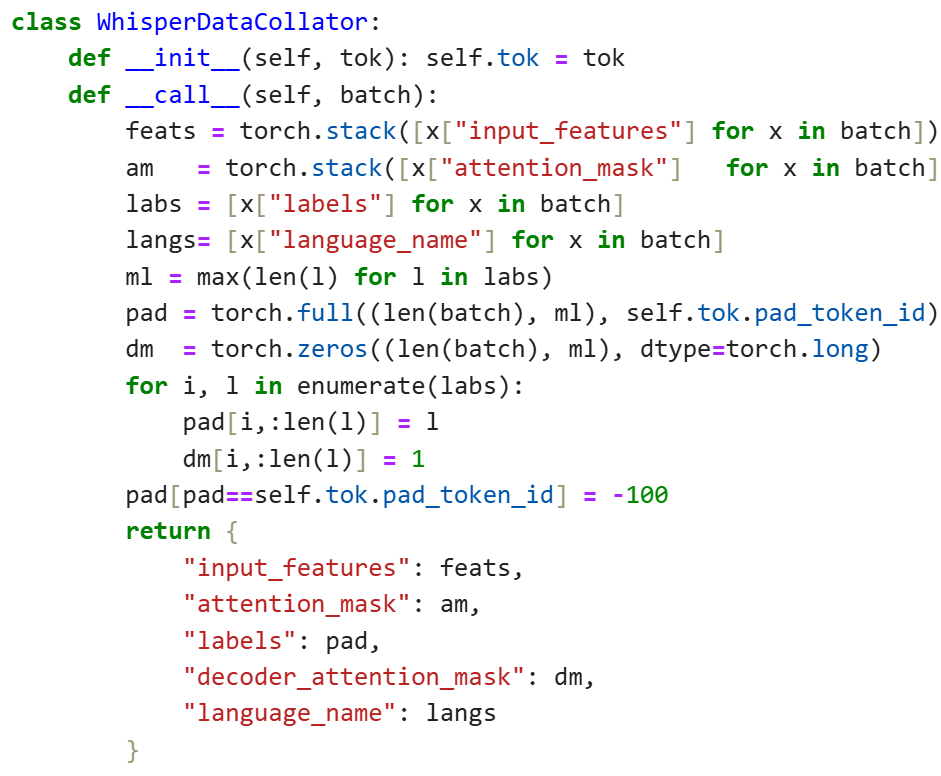 class WhisperDataCollator:
    def __init__(self, tok): self.tok = tok
    def __call__(self, batch):
        feats = torch.stack([x["input_features"] for x in batch])
        am   = torch.stack([x["attention_mask"]   for x in batch]
        labs = [x["labels"] for x in batch]
        langs= [x["language_name"] for x in batch]
        ml = max(len(l) for l in labs)
        pad = torch.full((len(batch), ml), self.tok.pad_token_id)
        dm  = torch.zeros((len(batch), ml), dtype=torch.long)
        for i, l in enumerate(labs):
            pad[i,:len(l)] = l
            dm[i,:len(l)] = 1
        pad[pad==self.tok.pad_token_id] = -100
        return {
            "input_features": feats,
            "attention_mask": am,
            "labels": pad,
            "decoder_attention_mask": dm,
            "language_name": langs
        }